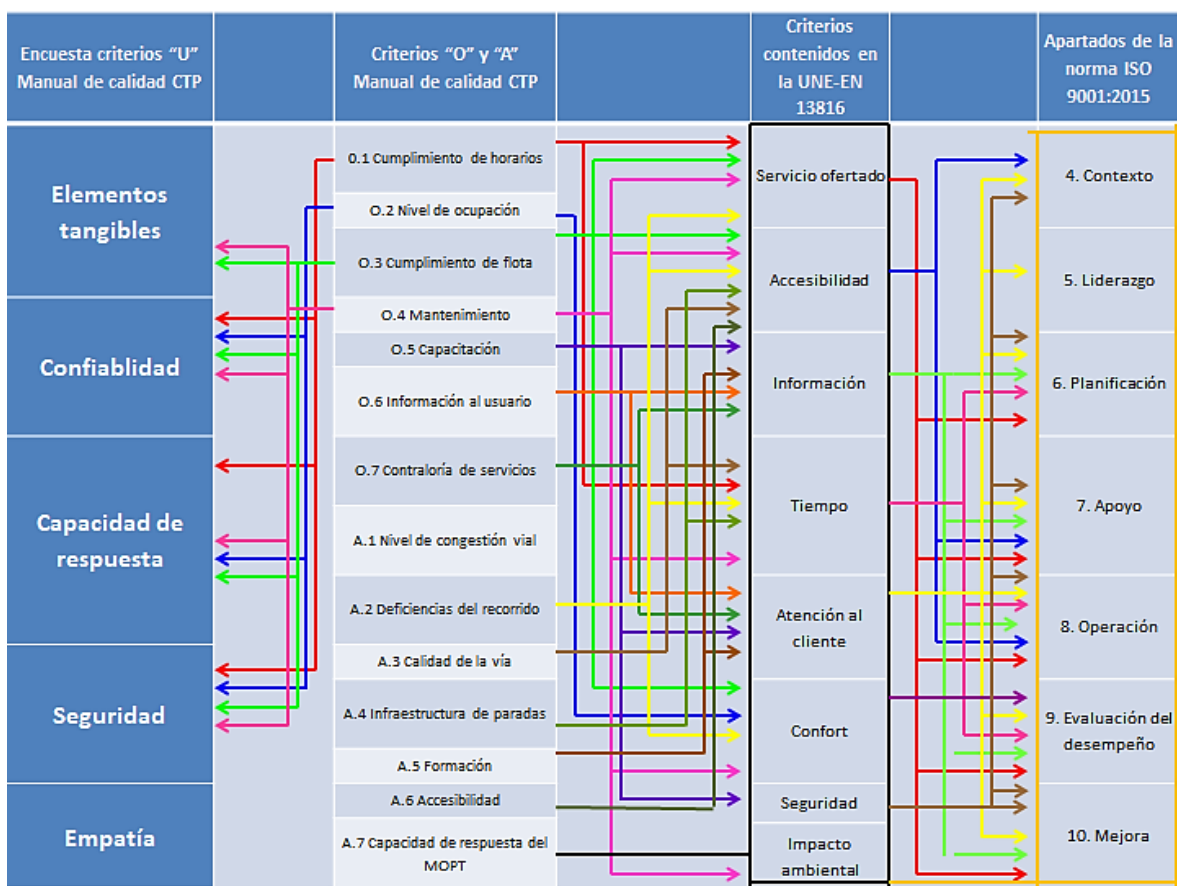 Encuesta criterios “U”
Manual de calidad CTP
Criterios “O” y “A”
Manual de calidad CTP
Criterios
contenidos en
la UNE-EN
13816
Apartados de la
norma ISO
9001:2015
Elementos
tangibles
Confiablidad
Capacidad de
respuesta
Seguridad
Empatía
0.1 Cumplimiento de horarios
O.2 Nivel de ocupación
O.3 Cumplimiento de flota
O.4 Mantenimiento
O.5 Capacitación
O.6 Información al usuario
O.7 Contraloría de servicios
A.1 Nivel de congestión vial
A.2 Deficiencias del recorrido
A.3 Calidad de la vía
A.4 Infraestructura de paradas
A.5 Formación
A.6 Accesibilidad
A.7 Capacidad de respuesta del
MOPT
Servicio ofertado
Accesibilidad
Información
Tiempo
Atención al
cliente
Confort
Seguridad
Impacto
ambiental
4. Contexto
5. Liderazgo
6. Planificación
7. Apoyo
8. Operación
9. Evaluación del
desempeño
10. Mejora